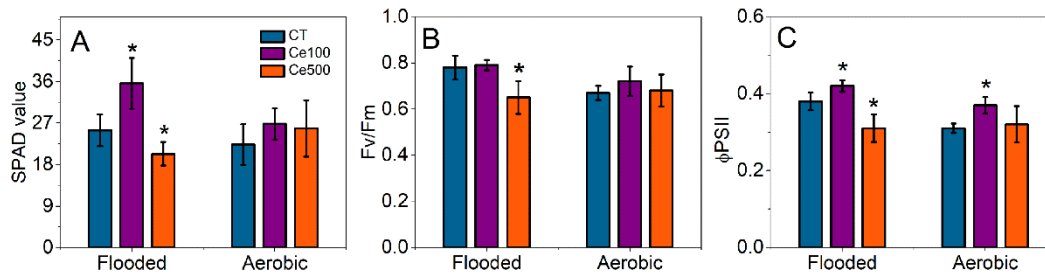 A
CT
Ce100
Ce500
SPAD value
45
36
27
18
9
0
*
*
Flooded
Aerobic
B
Fv/Fm
1.0
0.8
0.6
0.4
0.2
0.0
*
Flooded
Aerobic
C
ϕPSII
0.6
0.4
0.2
0.0
*
*
*
Flooded
Aerobic